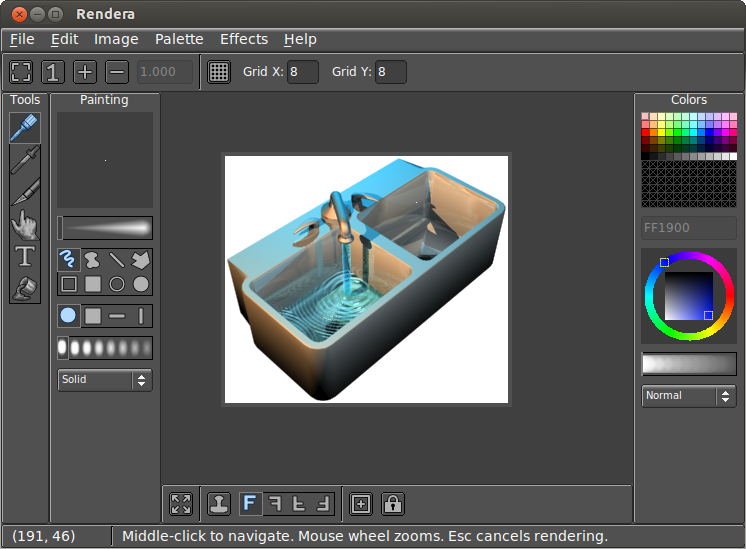 Rendera
File Edit Image Palette Effects Help
1 1.000 Grid X: 8 Grid Y: 8
Tools Painting Colors
FF1900
T
Solid
Normal
F F F F
(191, 46) Middle-click to navigate. Mouse wheel zooms. Esc cancels rendering.